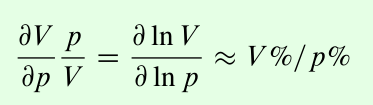 ∂V/∂p p/V = ∂ ln V/∂ ln p ≈ V%/p%